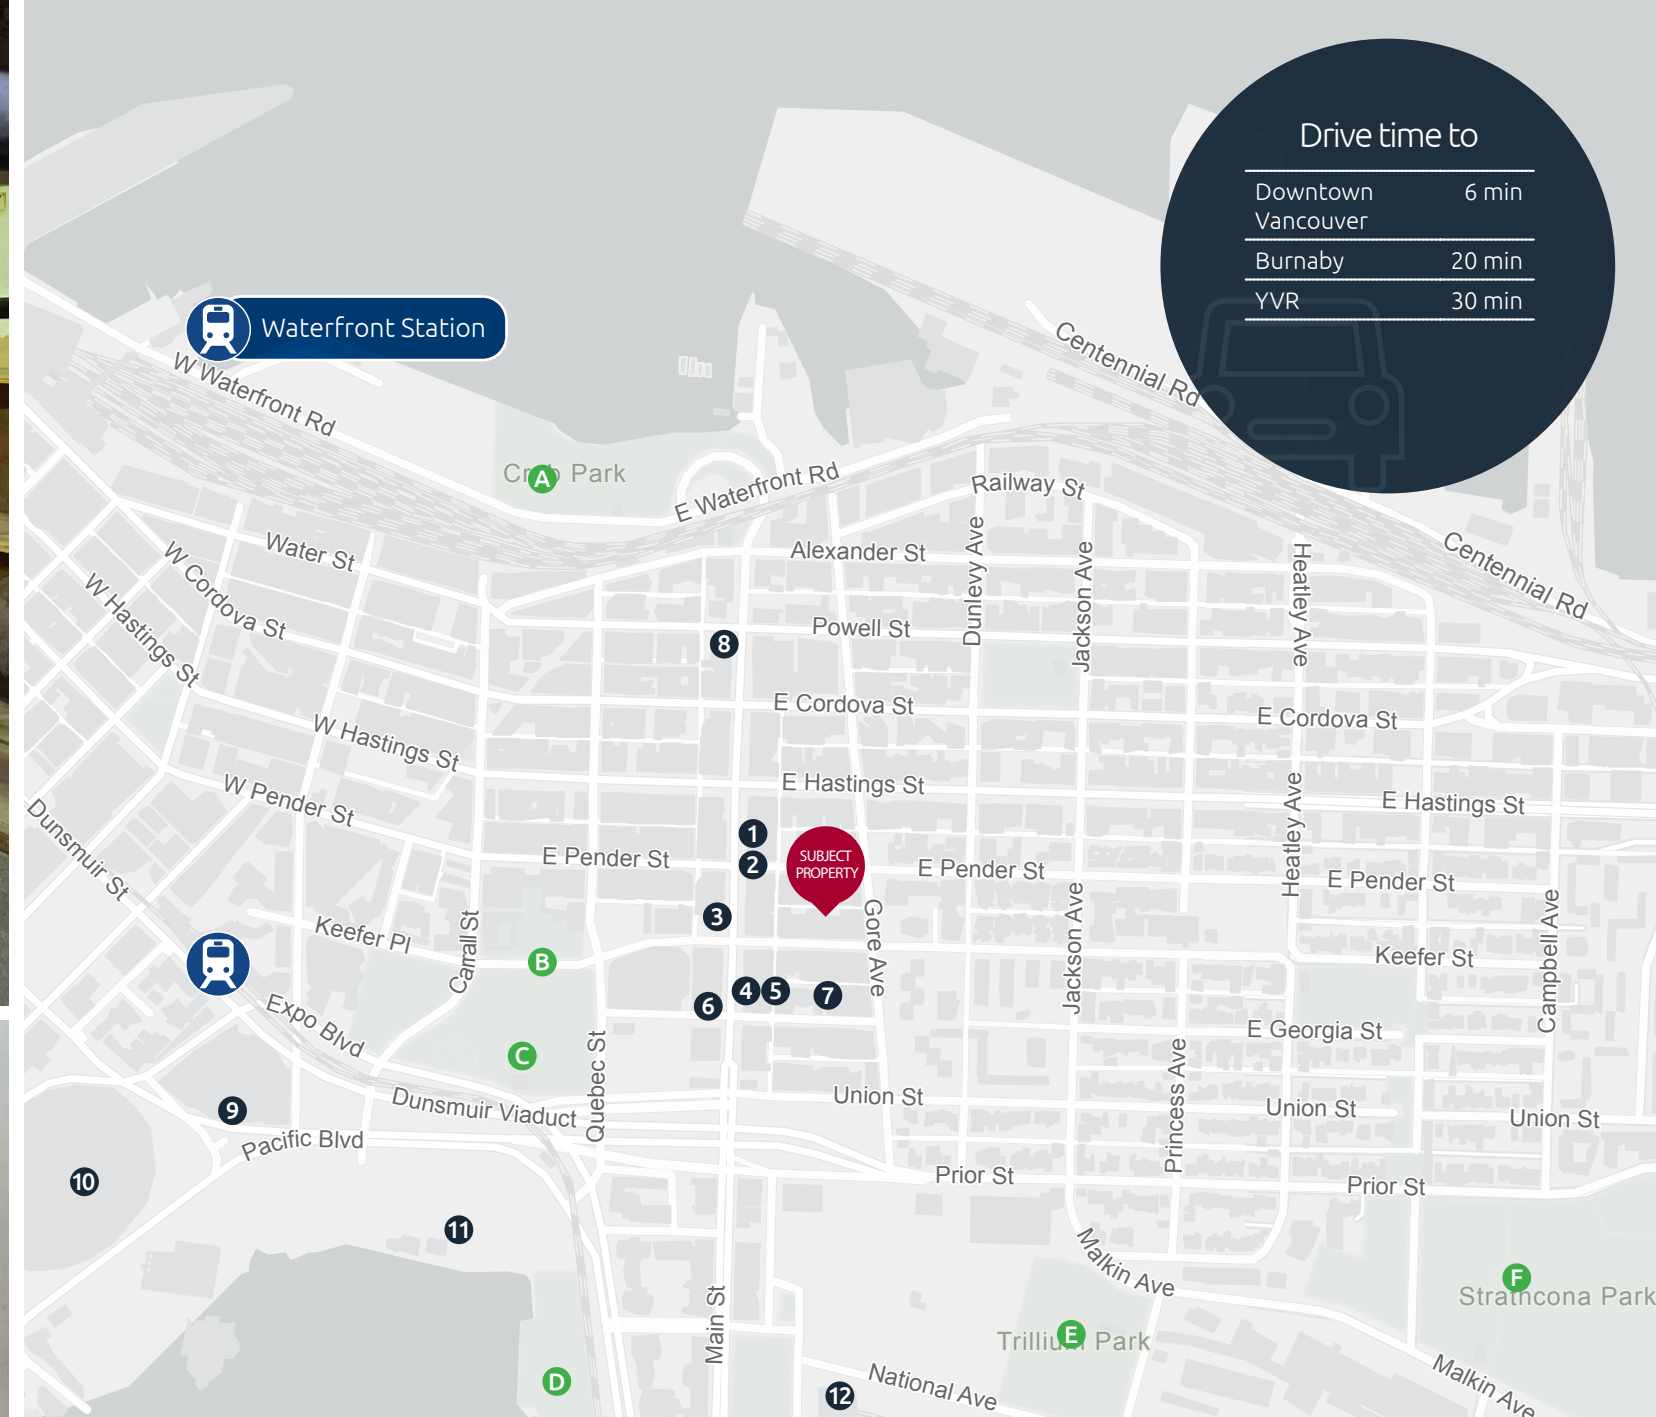 Drive time to
Downtown Vancouver 6 min
Burnaby 20 min
YVR 30 min
Waterfront Station
W Waterfront Rd
Centennial Rd
A
Park
E Waterfront Rd
Railway St
Water St
W Cordova St
W Hastings St
Alexander St
Dunlevy Ave
Jackson Ave
Heatley Ave
Centennial Rd
8
Powell St
E Cordova St
E Cordova St
W Hastings St
W Pender St
E Hastings St
E Hastings St
Dunsmuir St
1
2
SUBJECT
PROPERTY
E Pender St
E Pender St
E Pender St
Heatley Ave
3
Keefer Pl
Carrall St
Gore Ave
Jackson Ave
Campbell Ave
Keefer St
B
4
5
6
7
Expo Blvd
E Georgia St
C
Quebec St
Princess Ave
Dunsmuir Viaduct
Union St
Union St
Union St
9
Pacific Blvd
10
Prior St
Prior St
11
Malkin Ave
F
Strathcona Park
Main St
E
Trillium Park
D
12
National Ave
Malkin Ave